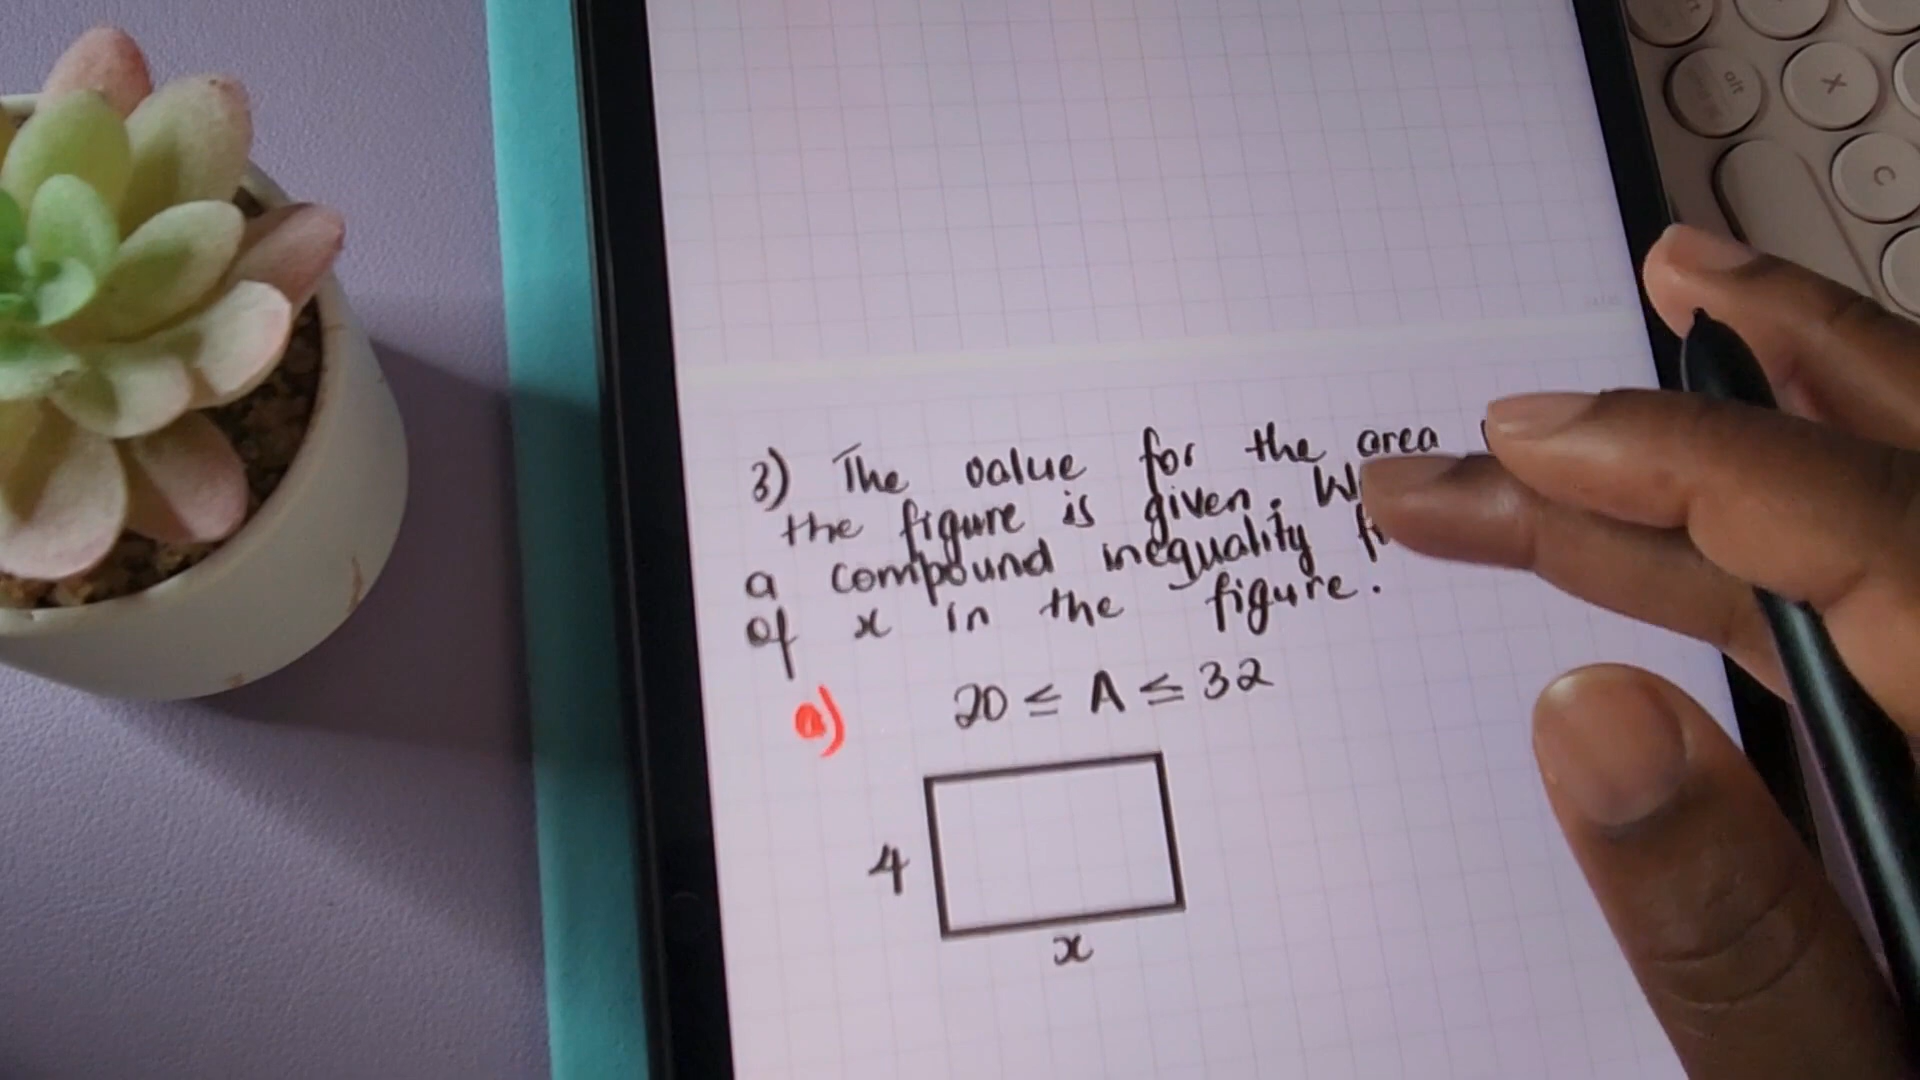 3) The value for the area
the figure is given.
a compound inequality
of x in the figure.
a) 20 ≤ A ≤ 32
4
x
alt
X
C